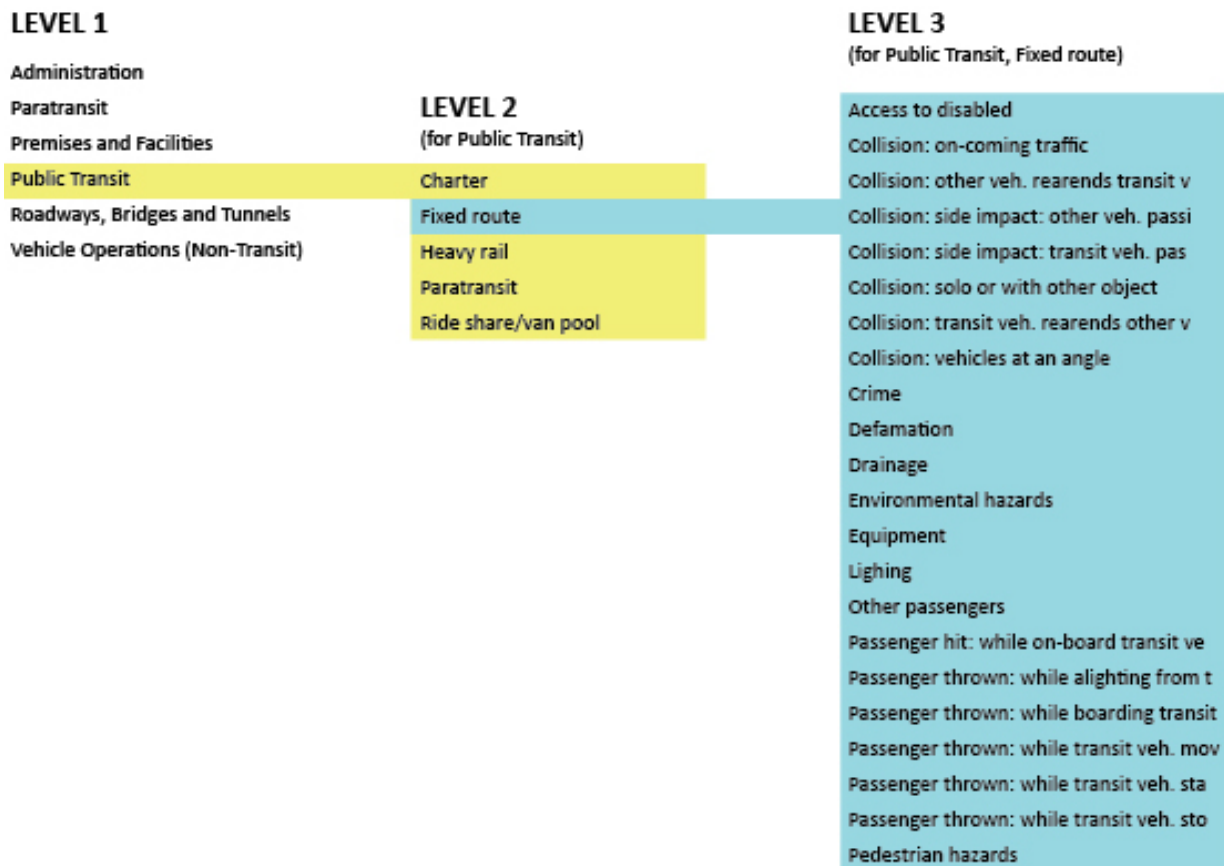 LEVEL 1
Administration
Paratransit
Premises and Facilities
Public Transit
Roadways, Bridges and Tunnels
Vehicle Operations (Non-Transit)
LEVEL 2
(for Public Transit)
Charter
Fixed route
Heavy rail
Paratransit
Ride share/van pool
LEVEL 3
(for Public Transit, Fixed route)
Access to disabled
Collision: on-coming traffic
Collision: other veh. rearends transit v
Collision: side impact: other veh. passi
Collision: side impact: transit veh. pas
Collision: solo or with other object
Collision: transit veh. rearends other v
Collision: vehicles at an angle
Crime
Defamation
Drainage
Environmental hazards
Equipment
Lighing
Other passengers
Passenger hit: while on-board transit ve
Passenger thrown: while alighting from t
Passenger thrown: while boarding transit
Passenger thrown: while transit veh. mov
Passenger thrown: while transit veh. sta
Passenger thrown: while transit veh. sto
Pedestrian hazards